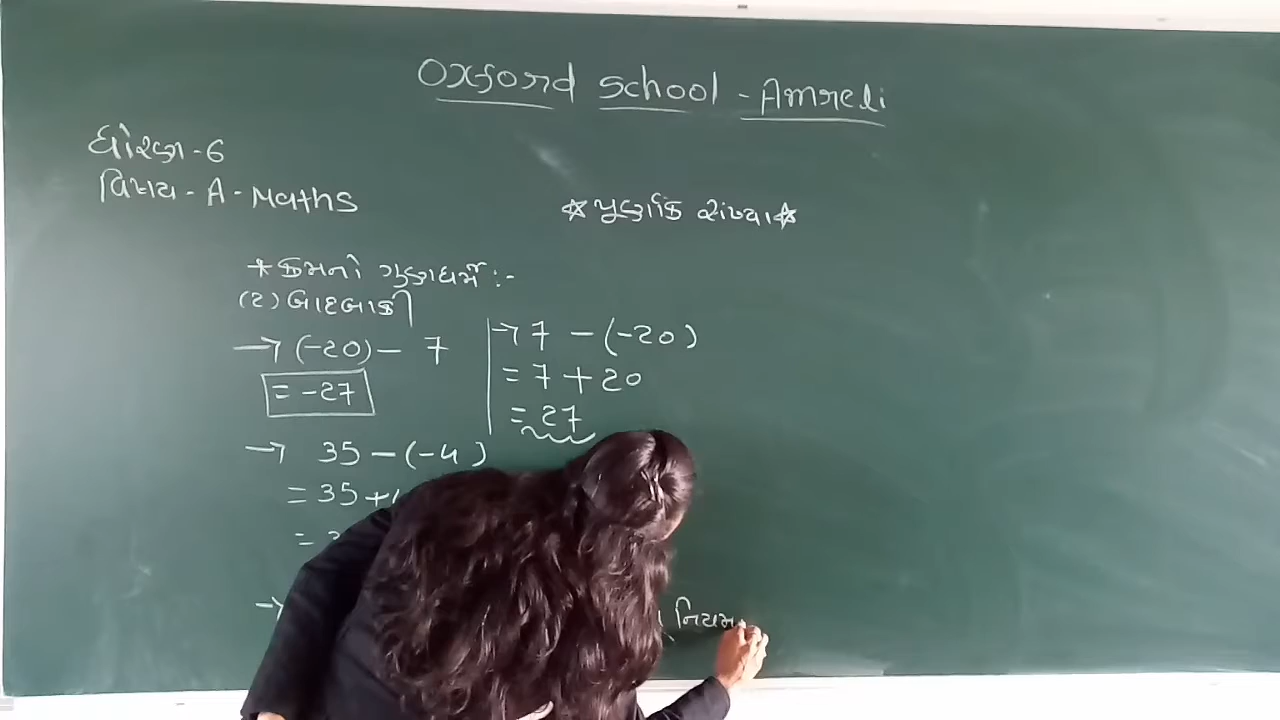 Oxford School - Amreli
ધોરણ - 6
વિષય - A - Maths
☆ પુર્ણાંક સંખ્યા ☆
* ક્રમનો ગુણધર્મ :-
(૨) બાદબાકી
→ (-20) - 7
= -27
→ 7 - (-20)
= 7 + 20
= 27
→ 35 - (-4)
= 35 +
=
→
નિયમ